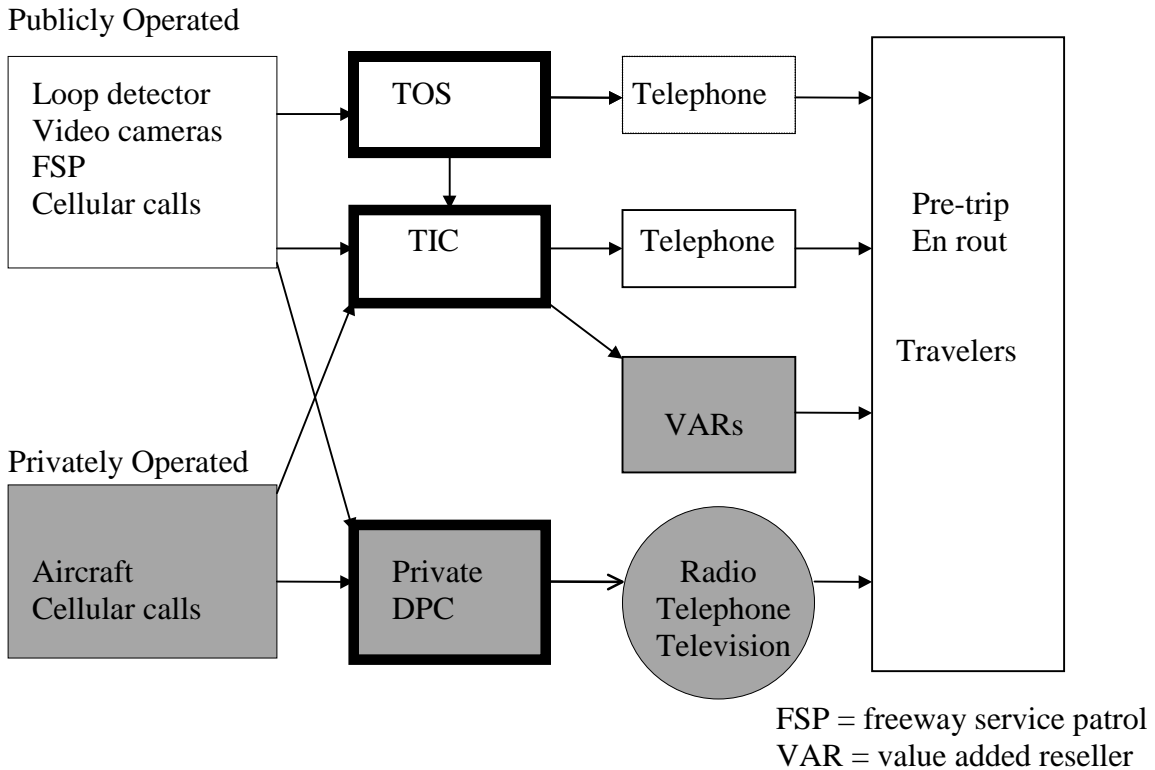 Publicly Operated
Loop detector
Video cameras
FSP
Cellular calls
TOS
Telephone
TIC
Telephone
Pre-trip
En rout
Travelers
VARs
Privately Operated
Aircraft
Cellular calls
Private
DPC
Radio
Telephone
Television
FSP = freeway service patrol
VAR = value added reseller